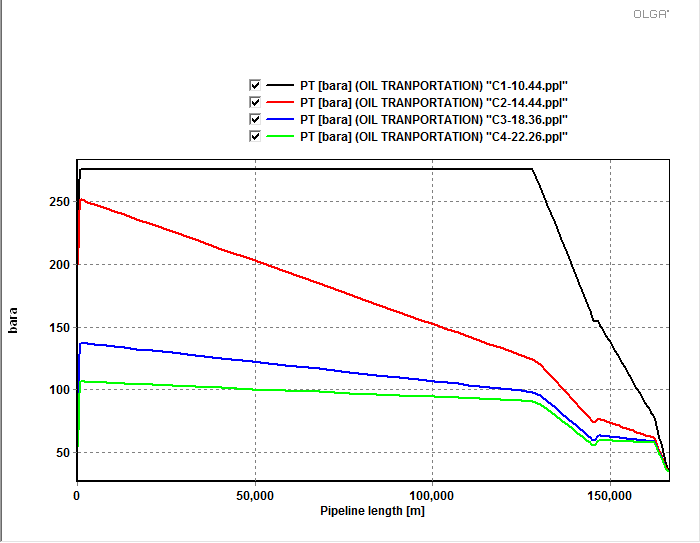 OLGA
PT [bara] (OIL TRANPORTATION) "C1-10.44.ppl"
PT [bara] (OIL TRANPORTATION) "C2-14.44.ppl"
PT [bara] (OIL TRANPORTATION) "C3-18.36.ppl"
PT [bara] (OIL TRANPORTATION) "C4-22.26.ppl"
250
200
150
100
50
bara
0 50,000 100,000 150,000
Pipeline length [m]